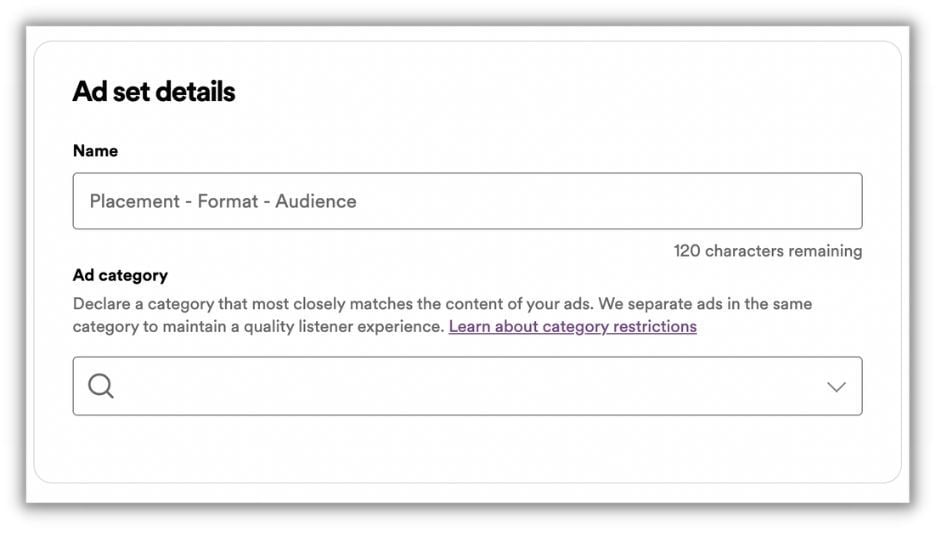 Ad set details
Name
Placement - Format - Audience
120 characters remaining
Ad category
Declare a category that most closely matches the content of your ads. We separate ads in the same
category to maintain a quality listener experience. Learn about category restrictions